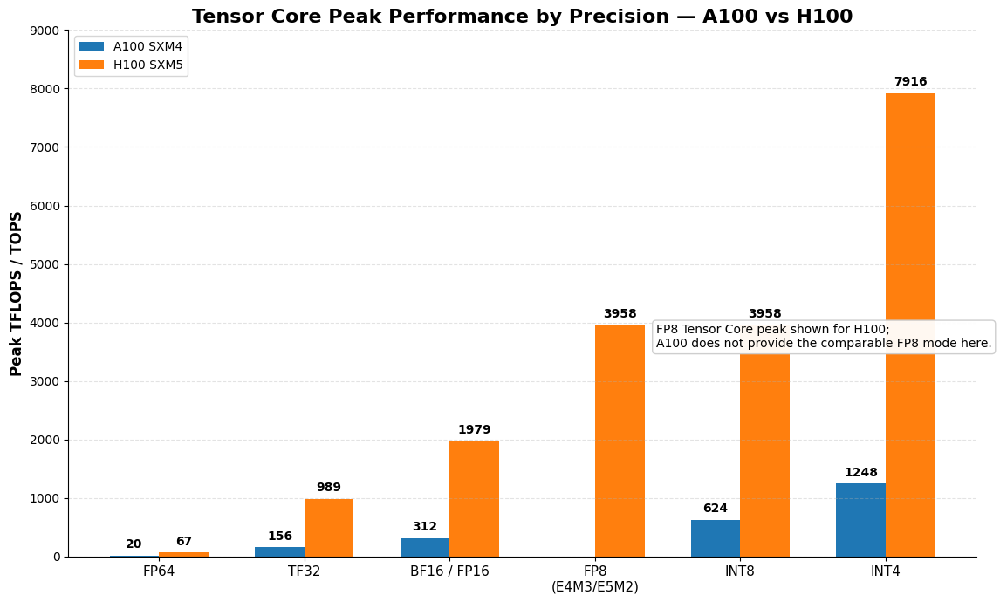 Tensor Core Peak Performance by Precision — A100 vs H100
A100 SXM4
H100 SXM5
Peak TFLOPS / TOPS
9000
8000
7000
6000
5000
4000
3000
2000
1000
0
20
67
156
989
312
1979
3958
624
3958
1248
7916
FP8 Tensor Core peak shown for H100;
A100 does not provide the comparable FP8 mode here.
FP64
TF32
BF16 / FP16
FP8
(E4M3/E5M2)
INT8
INT4